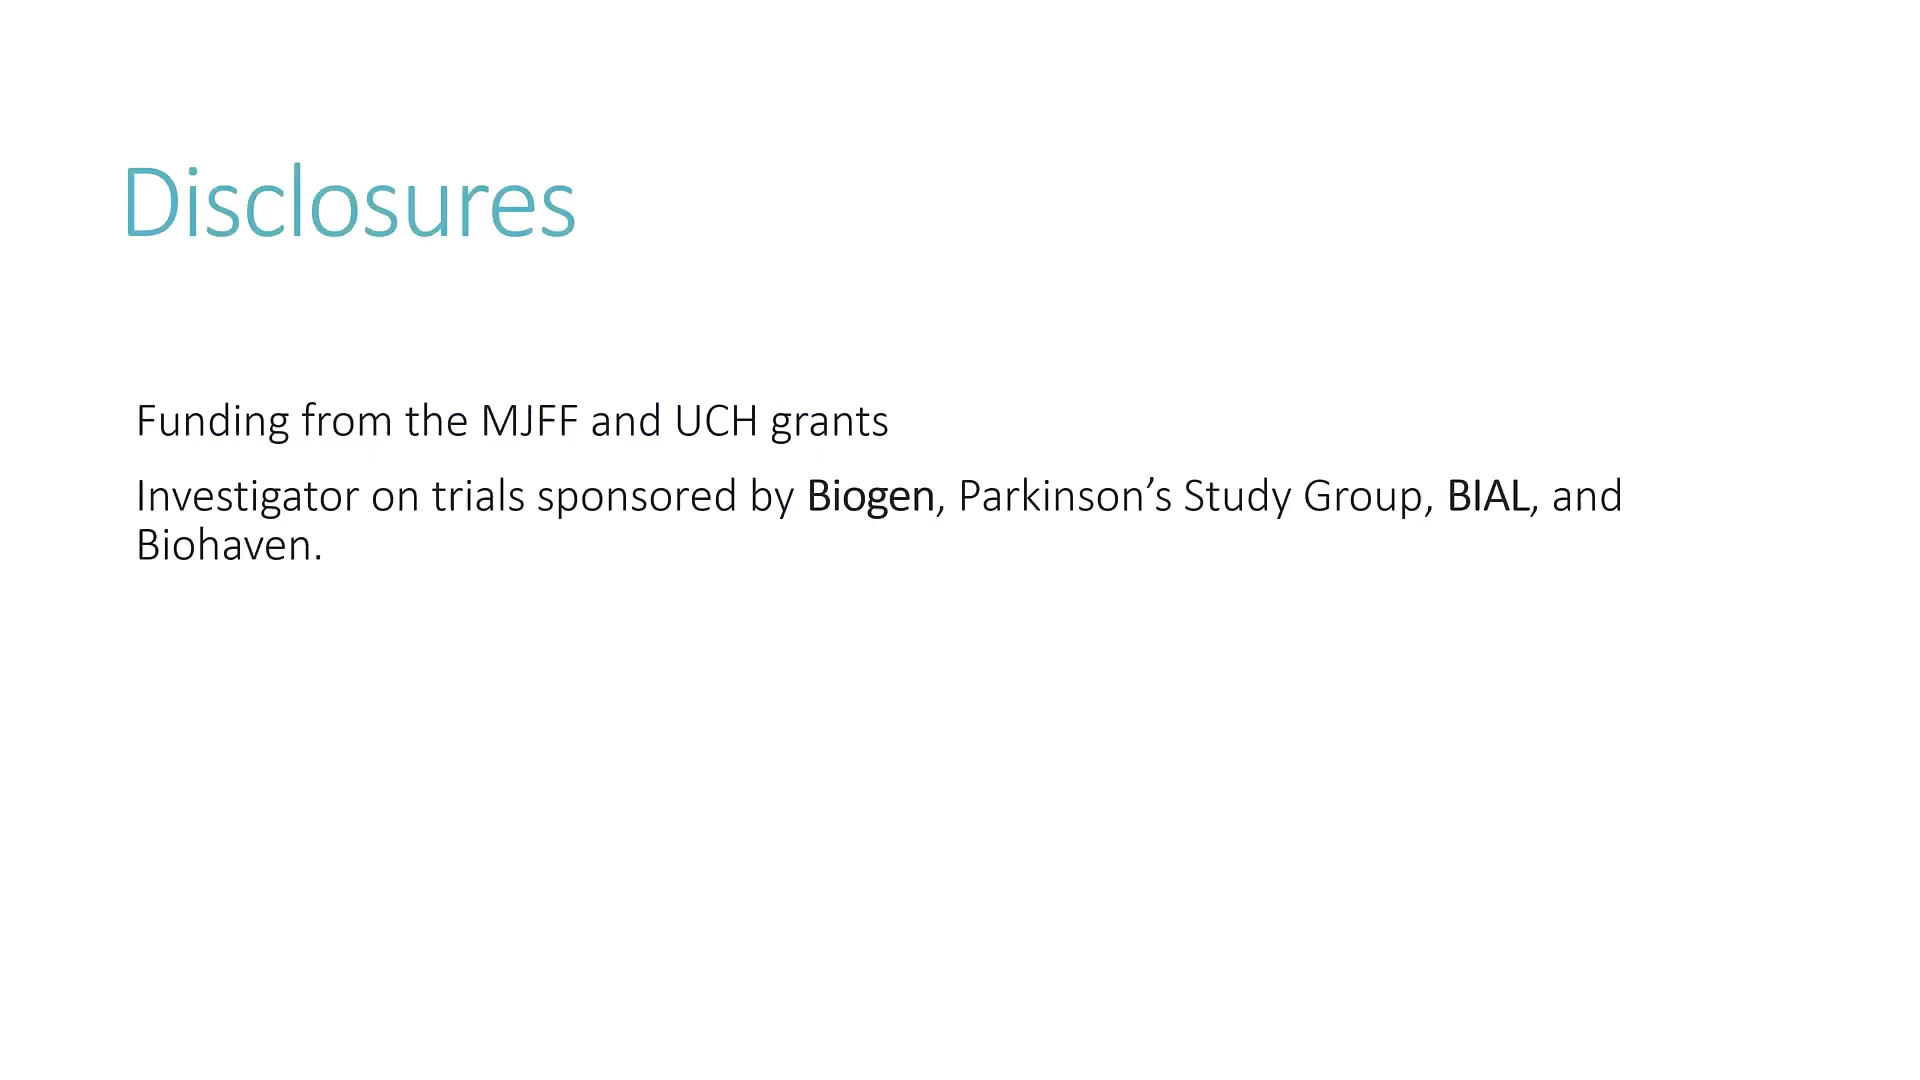 Disclosures
Funding from the MJFF and UCH grants
Investigator on trials sponsored by Biogen, Parkinson’s Study Group, BIAL, and
Biohaven.